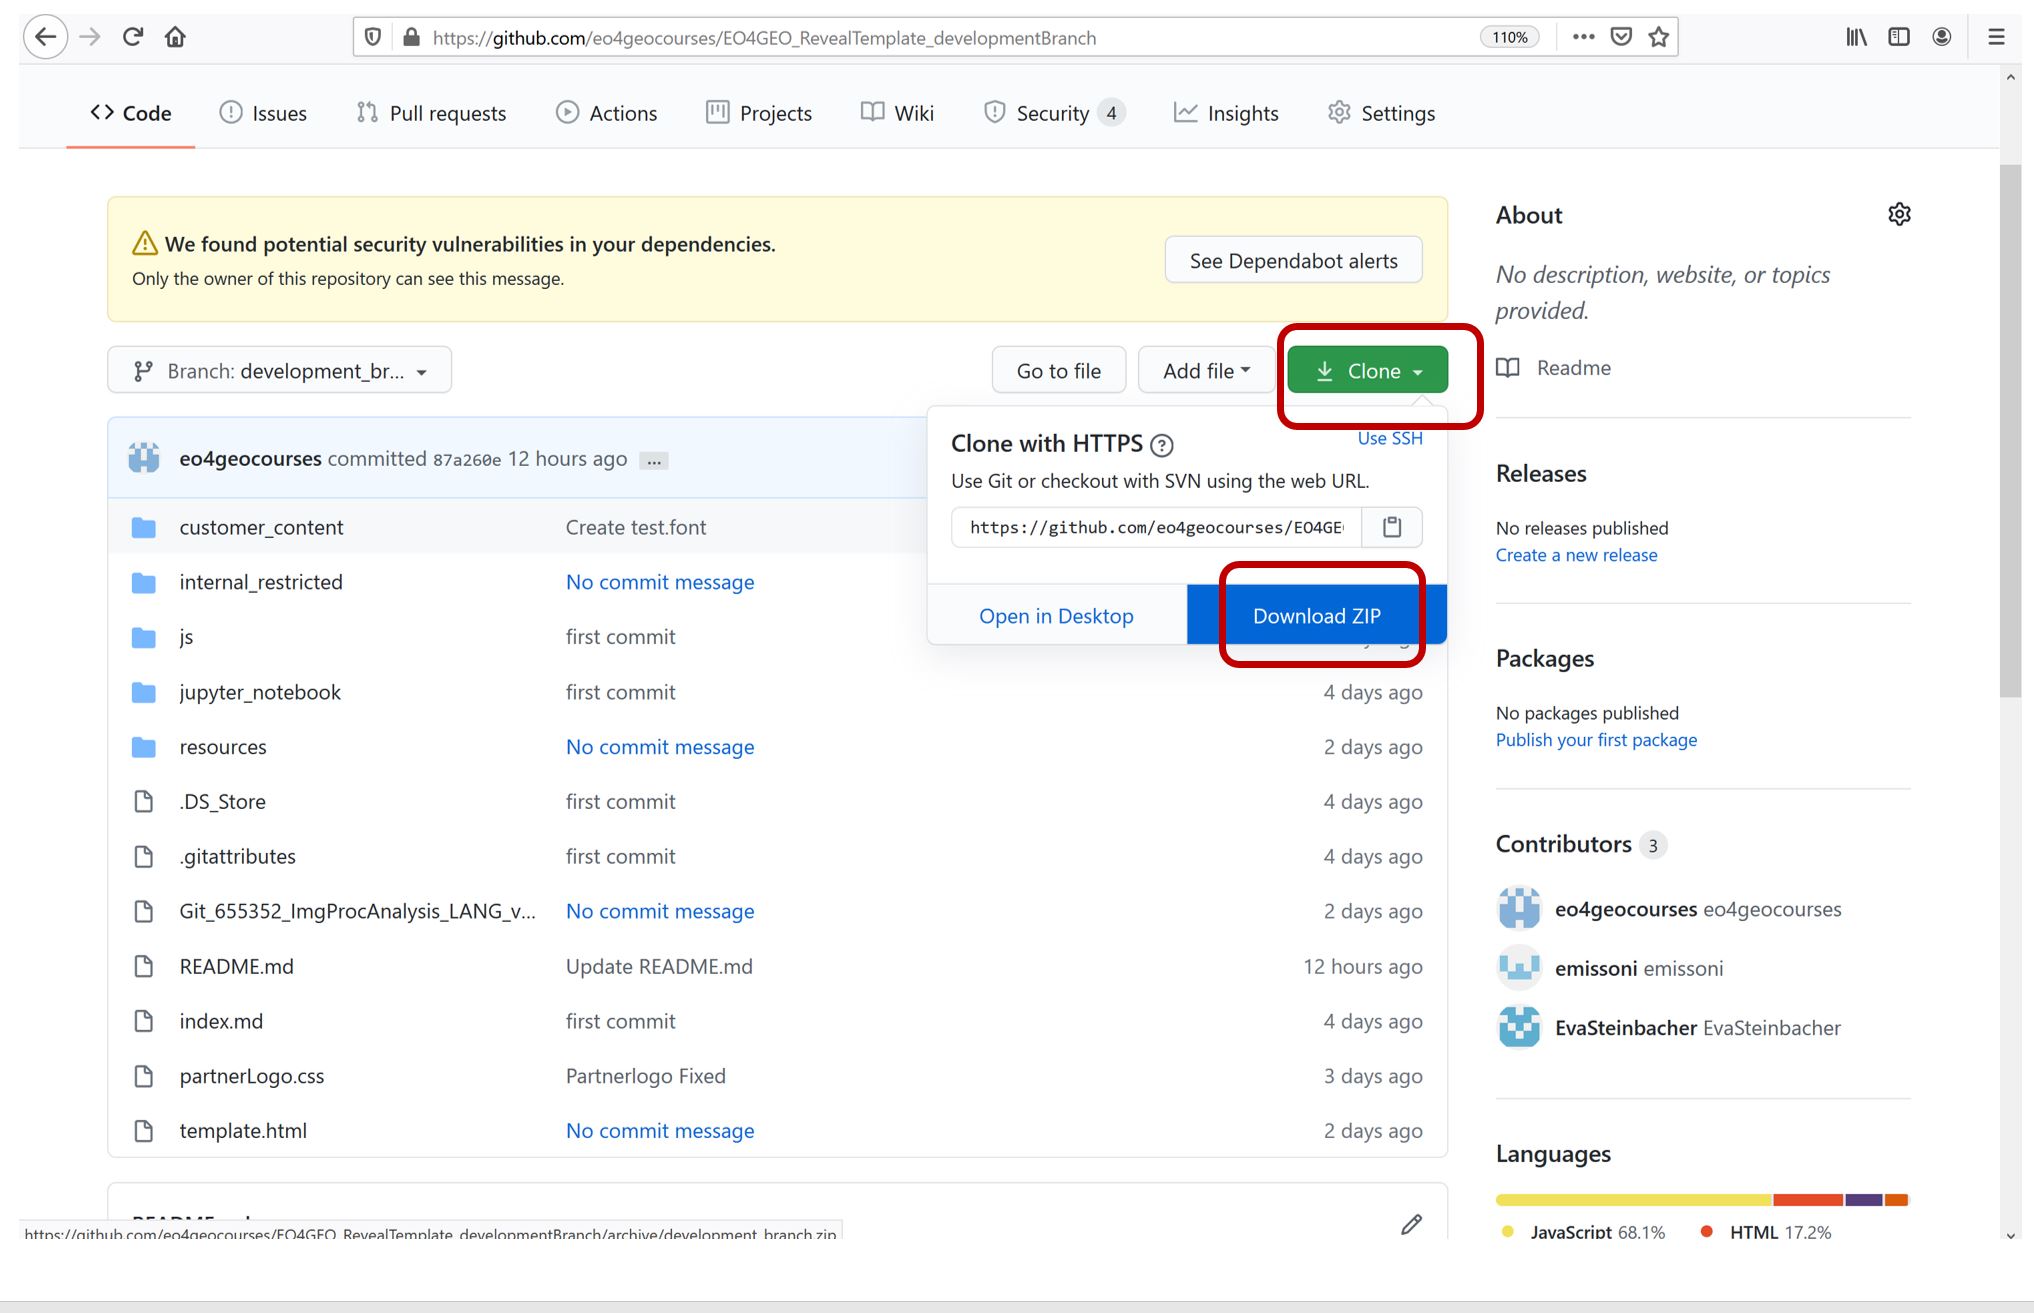 https://github.com/eo4geocourses/EO4GEO_RevealTemplate_developmentBranch
110%
Code
Issues
Pull requests
Actions
Projects
Wiki
Security 4
Insights
Settings
We found potential security vulnerabilities in your dependencies.
Only the owner of this repository can see this message.
See Dependabot alerts
Branch: development_br...
Go to file
Add file
Clone
Clone with HTTPS
Use SSH
Use Git or checkout with SVN using the web URL.
https://github.com/eo4geocourses/EO4GE
Open in Desktop
Download ZIP
eo4geocourses committed 87a260e 12 hours ago ...
customer_content Create test.font
internal_restricted No commit message
js first commit
jupyter_notebook first commit 4 days ago
resources No commit message 2 days ago
.DS_Store first commit 4 days ago
.gitattributes first commit 4 days ago
Git_655352_ImgProcAnalysis_LANG_v... No commit message 2 days ago
README.md Update README.md 12 hours ago
index.md first commit 4 days ago
partnerLogo.css Partnerlogo Fixed 3 days ago
template.html No commit message 2 days ago
README.md
https://github.com/eo4geocourses/EO4GEO_RevealTemplate_developmentBranch/archive/development_branch.zip
About
No description, website, or topics
provided.
Readme
Releases
No releases published
Create a new release
Packages
No packages published
Publish your first package
Contributors 3
eo4geocourses eo4geocourses
emissoni emissoni
EvaSteinbacher EvaSteinbacher
Languages
JavaScript 68.1%
HTML 17.2%